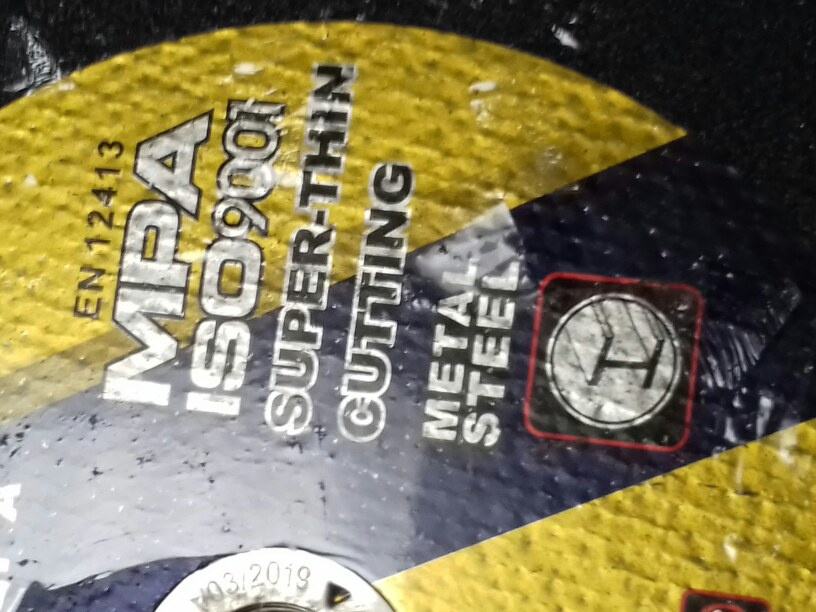 EN 12413
MPA
ISO9001
SUPER-THIN
CUTTING
METAL
STEEL
03/2019